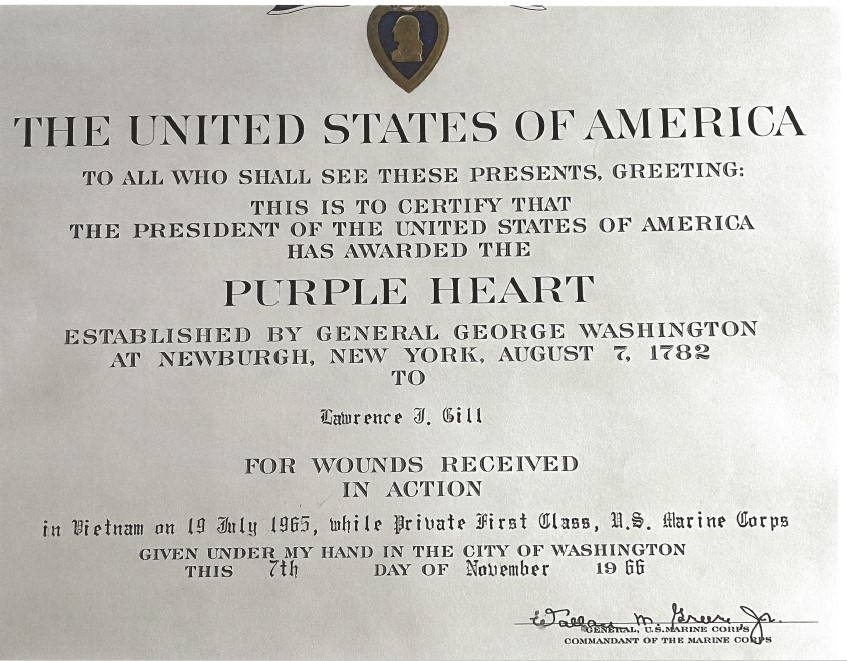 THE UNITED STATES OF AMERICA
TO ALL WHO SHALL SEE THESE PRESENTS, GREETING:
THIS IS TO CERTIFY THAT
THE PRESIDENT OF THE UNITED STATES OF AMERICA
HAS AWARDED THE
PURPLE HEART
ESTABLISHED BY GENERAL GEORGE WASHINGTON
AT NEWBURGH, NEW YORK, AUGUST 7, 1782
TO
Lawrence J. Gill
FOR WOUNDS RECEIVED
IN ACTION
in Vietnam on 19 July 1965, while Private First Class, U.S. Marine Corps
GIVEN UNDER MY HAND IN THE CITY OF WASHINGTON
THIS 7th DAY OF November 1966
Wallace M. Greene, Jr.
GENERAL, U.S. MARINE CORPS
COMMANDANT OF THE MARINE CORPS